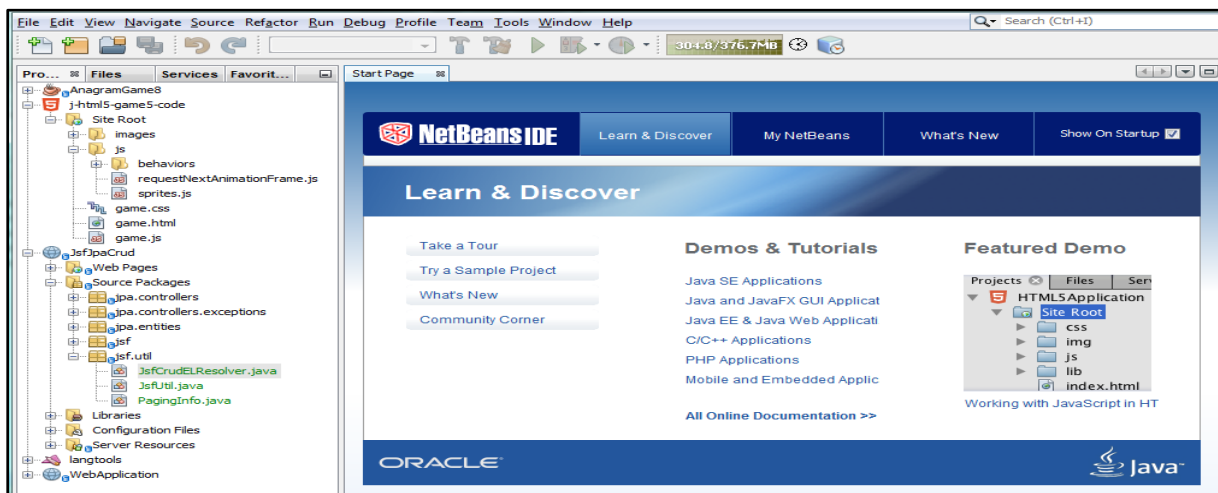 File Edit View Navigate Source Refactor Run Debug Profile Team Tools Window Help
Search (Ctrl+I)
304.8/376.7MB
Pro... Files Services Favorit...
Start Page
AnagramGame8
j-html5-game5-code
Site Root
images
js
behaviors
requestNextAnimationFrame.js
sprites.js
game.css
game.html
game.js
JsfJpaCrud
Web Pages
Source Packages
jpa.controllers
jpa.controllers.exceptions
jpa.entities
jsf
jsf.util
JsfCrudELResolver.java
JsfUtil.java
PagingInfo.java
Libraries
Configuration Files
Server Resources
langtools
WebApplication
NetBeans IDE
Learn & Discover
My NetBeans
What's New
Show On Startup
Learn & Discover
Take a Tour
Try a Sample Project
What's New
Community Corner
Demos & Tutorials
Java SE Applications
Java and JavaFX GUI Applicat
Java EE & Java Web Applicati
C/C++ Applications
PHP Applications
Mobile and Embedded Applic
All Online Documentation >>
Featured Demo
Projects Files Serv
HTML5Application
Site Root
css
img
js
lib
index.html
Working with JavaScript in HT
ORACLE
Java